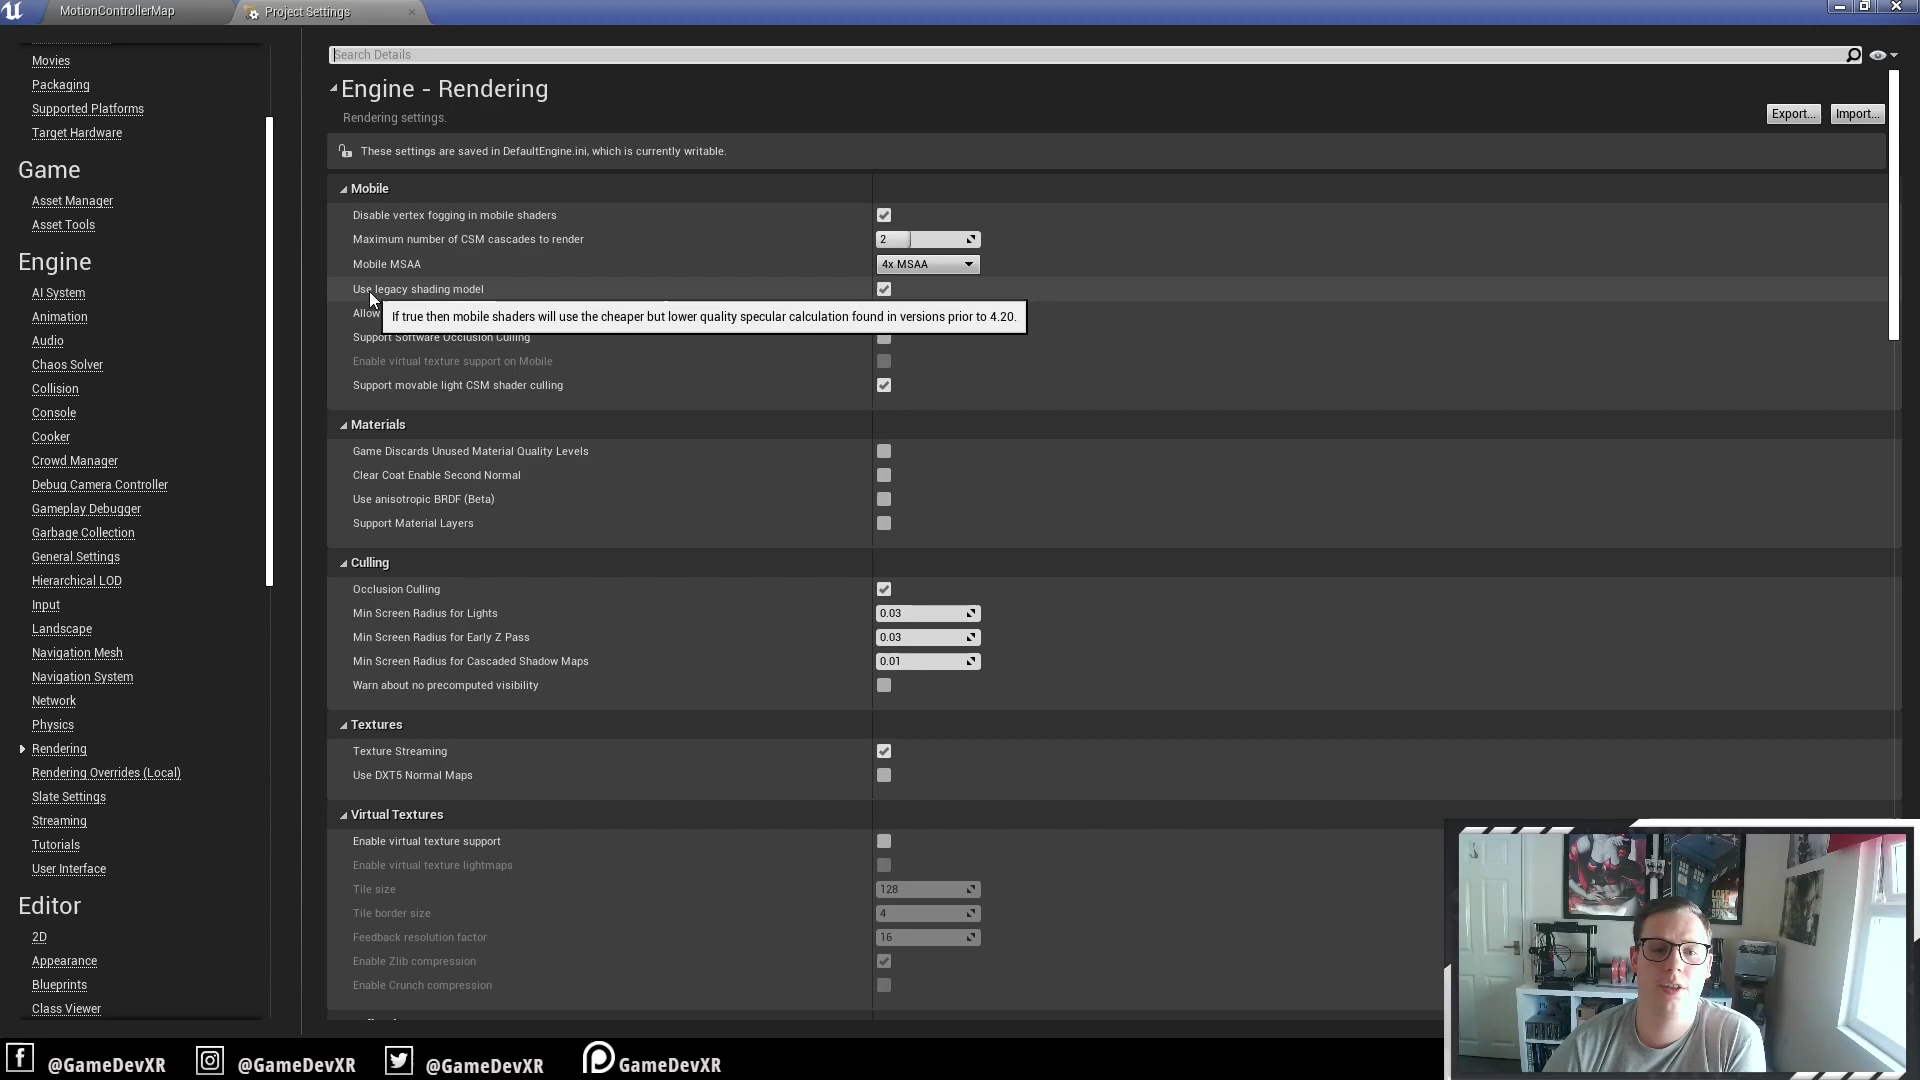 MotionControllerMap
Project Settings
Movies
Packaging
Supported Platforms
Target Hardware
Game
Asset Manager
Asset Tools
Engine
AI System
Animation
Audio
Chaos Solver
Collision
Console
Cooker
Crowd Manager
Debug Camera Controller
Gameplay Debugger
Garbage Collection
General Settings
Hierarchical LOD
Input
Landscape
Navigation Mesh
Navigation System
Network
Physics
Rendering
Rendering Overrides (Local)
Slate Settings
Streaming
Tutorials
User Interface
Editor
2D
Appearance
Blueprints
Class Viewer
Search Details
Engine - Rendering
Rendering settings.
Export...
Import...
These settings are saved in DefaultEngine.ini, which is currently writable.
Mobile
Disable vertex fogging in mobile shaders
Maximum number of CSM cascades to render 2
Mobile MSAA 4x MSAA
Use legacy shading model
Allow
If true then mobile shaders will use the cheaper but lower quality specular calculation found in versions prior to 4.20.
Support Software Occlusion Culling
Enable virtual texture support on Mobile
Support movable light CSM shader culling
Materials
Game Discards Unused Material Quality Levels
Clear Coat Enable Second Normal
Use anisotropic BRDF (Beta)
Support Material Layers
Culling
Occlusion Culling
Min Screen Radius for Lights 0.03
Min Screen Radius for Early Z Pass 0.03
Min Screen Radius for Cascaded Shadow Maps 0.01
Warn about no precomputed visibility
Textures
Texture Streaming
Use DXT5 Normal Maps
Virtual Textures
Enable virtual texture support
Enable virtual texture lightmaps
Tile size 128
Tile border size 4
Feedback resolution factor 16
Enable Zlib compression
Enable Crunch compression
LOST
TIME
SPACE
@GameDevXR @GameDevXR @GameDevXR GameDevXR